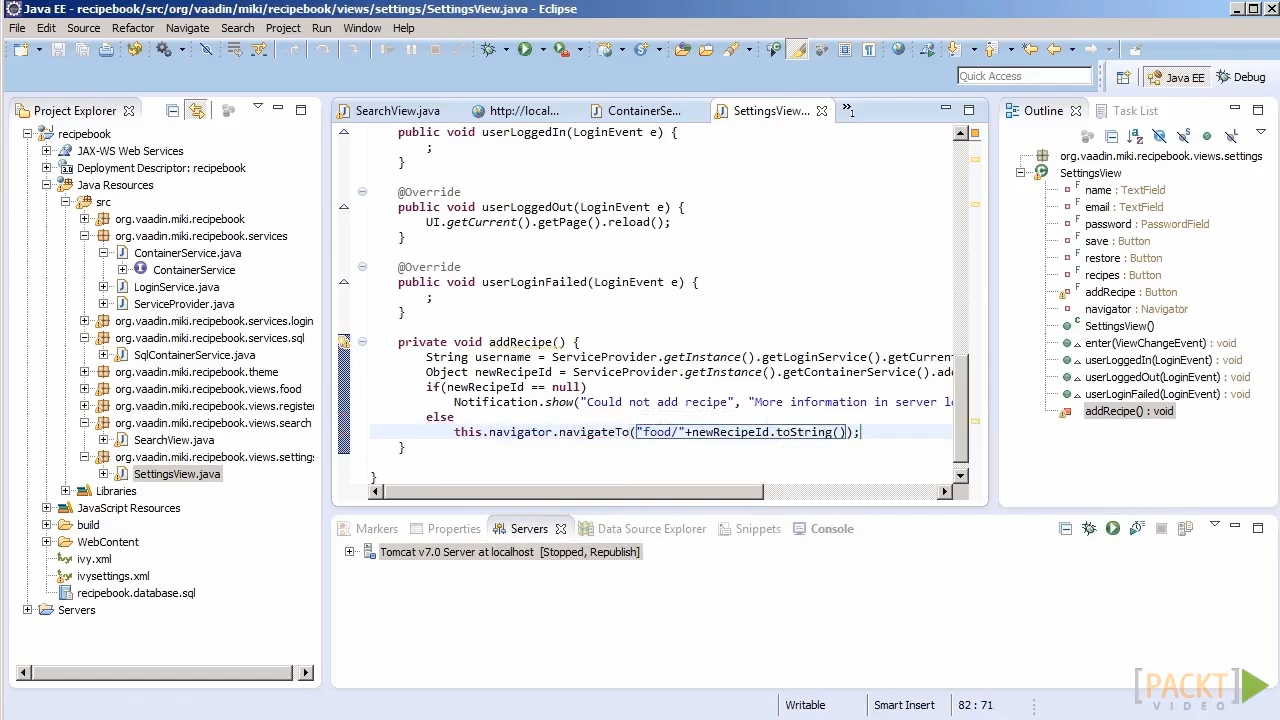 Java EE - recipebook/src/org/vaadin/miki/recipebook/views/settings/SettingsView.java - Eclipse
File Edit Source Refactor Navigate Search Project Run Window Help
Quick Access
Java EE
Debug
Project Explorer
recipebook
JAX-WS Web Services
Deployment Descriptor: recipebook
Java Resources
src
org.vaadin.miki.recipebook
org.vaadin.miki.recipebook.services
ContainerService.java
ContainerService
LoginService.java
ServiceProvider.java
org.vaadin.miki.recipebook.services.login
org.vaadin.miki.recipebook.services.sql
SqlContainerService.java
org.vaadin.miki.recipebook.theme
org.vaadin.miki.recipebook.views.food
org.vaadin.miki.recipebook.views.register
org.vaadin.miki.recipebook.views.search
SearchView.java
org.vaadin.miki.recipebook.views.settings
SettingsView.java
Libraries
JavaScript Resources
build
WebContent
ivy.xml
ivysettings.xml
recipebook.database.sql
Servers
SearchView.java
http://local...
ContainerSe...
SettingsView...
»1
public void userLoggedIn(LoginEvent e) {
;
}
@Override
public void userLoggedOut(LoginEvent e) {
UI.getCurrent().getPage().reload();
}
@Override
public void userLoginFailed(LoginEvent e) {
;
}
private void addRecipe() {
String username = ServiceProvider.getInstance().getLoginService().getCurrent
Object newRecipeId = ServiceProvider.getInstance().getContainerService().add
if(newRecipeId == null)
Notification.show("Could not add recipe", "More information in server lo
else
this.navigator.navigateTo("food/"+newRecipeId.toString());
}
}
Outline
Task List
org.vaadin.miki.recipebook.views.settings
SettingsView
name : TextField
email : TextField
password : PasswordField
save : Button
restore : Button
recipes : Button
addRecipe : Button
navigator : Navigator
SettingsView()
enter(ViewChangeEvent) : void
userLoggedIn(LoginEvent) : void
userLoggedOut(LoginEvent) : void
userLoginFailed(LoginEvent) : void
addRecipe() : void
Markers
Properties
Servers
Data Source Explorer
Snippets
Console
Tomcat v7.0 Server at localhost [Stopped, Republish]
Writable
Smart Insert
82 : 71
[PACKT]
VIDEO